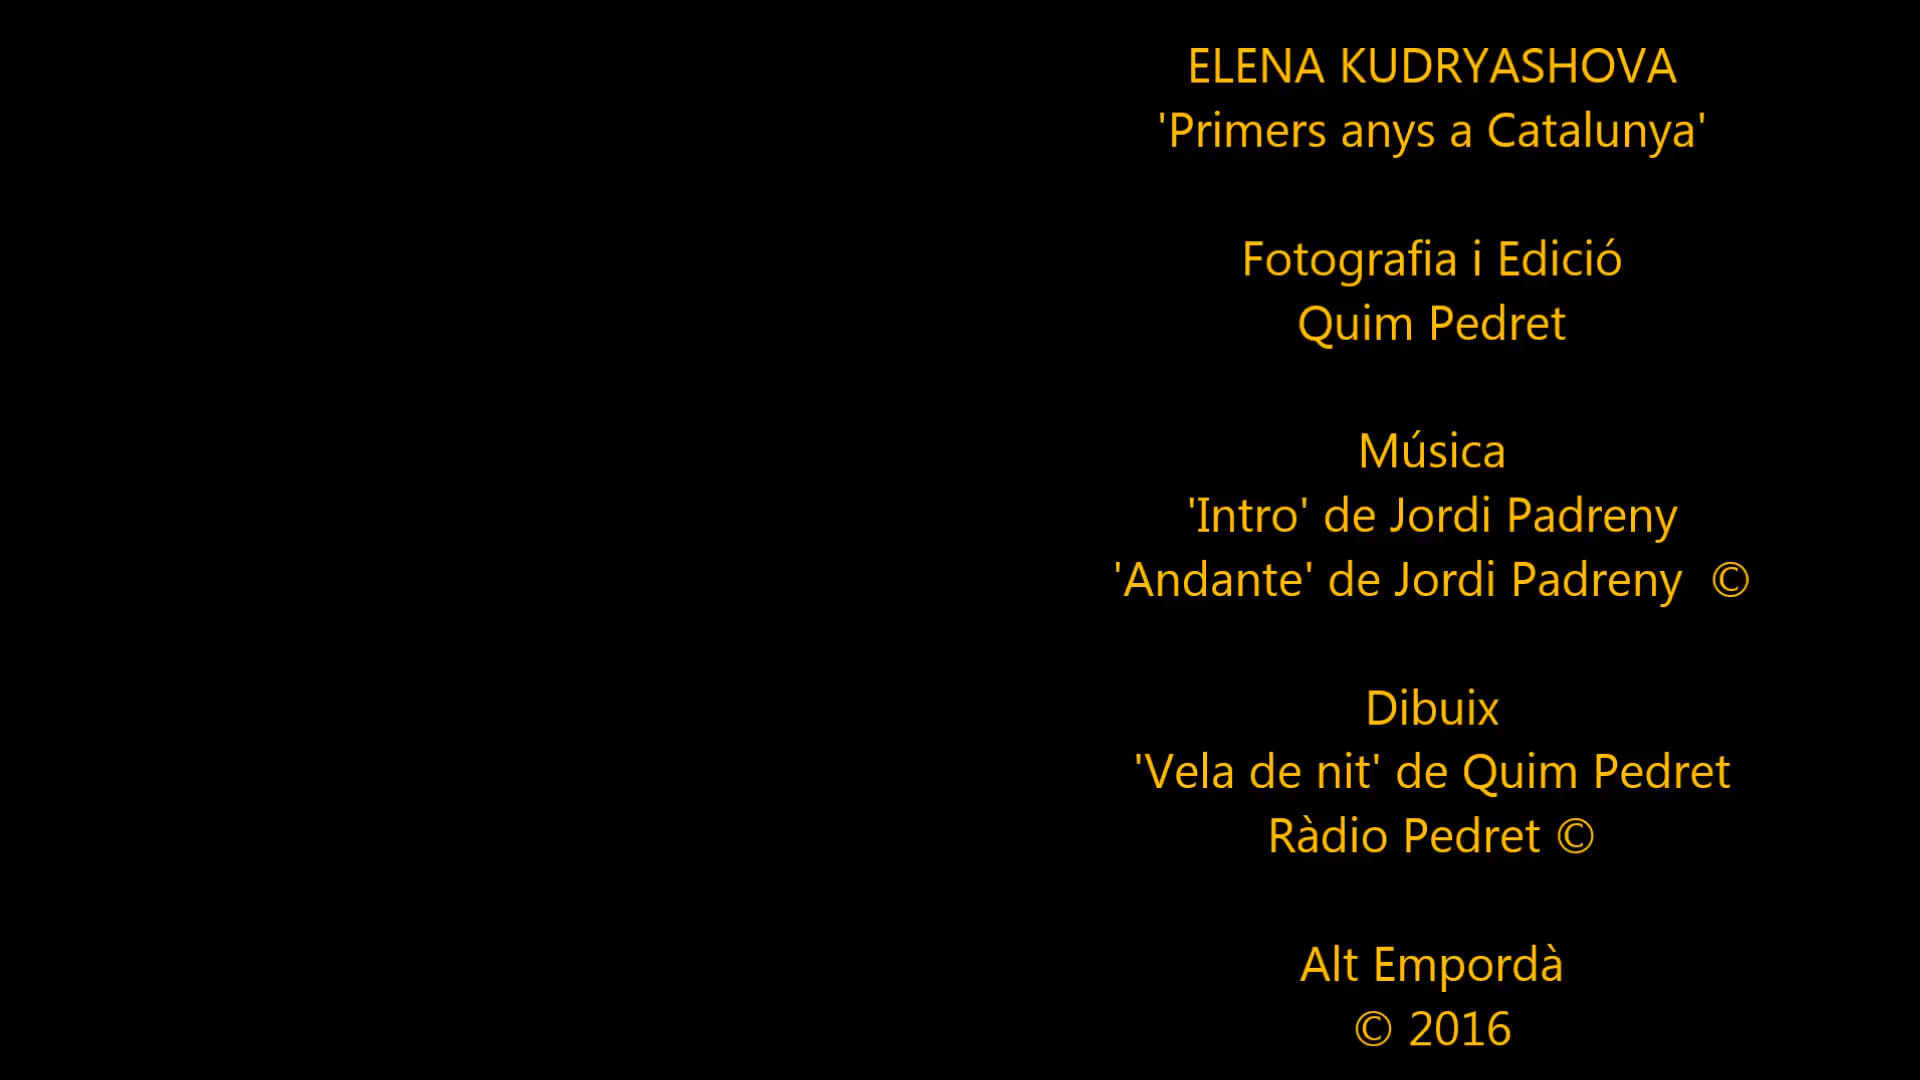 ELENA KUDRYASHOVA
'Primers anys a Catalunya'
Fotografia i Edició
Quim Pedret
Música
'Intro' de Jordi Padreny
'Andante' de Jordi Padreny  ©
Dibuix
'Vela de nit' de Quim Pedret
Ràdio Pedret ©
Alt Empordà
© 2016